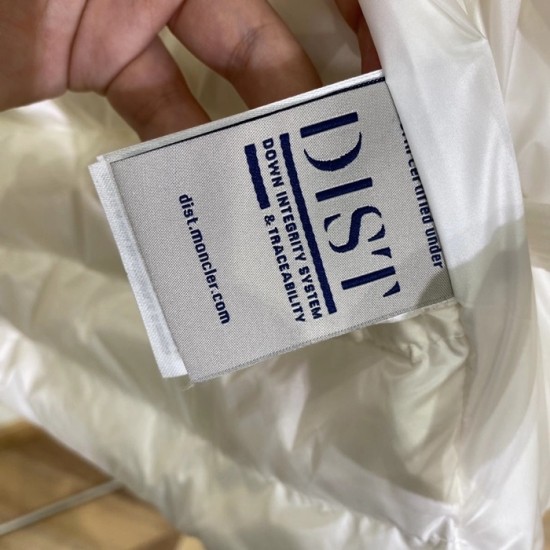 certified under
DIST
DOWN INTEGRITY SYSTEM
& TRACEABILITY
dist.moncler.com